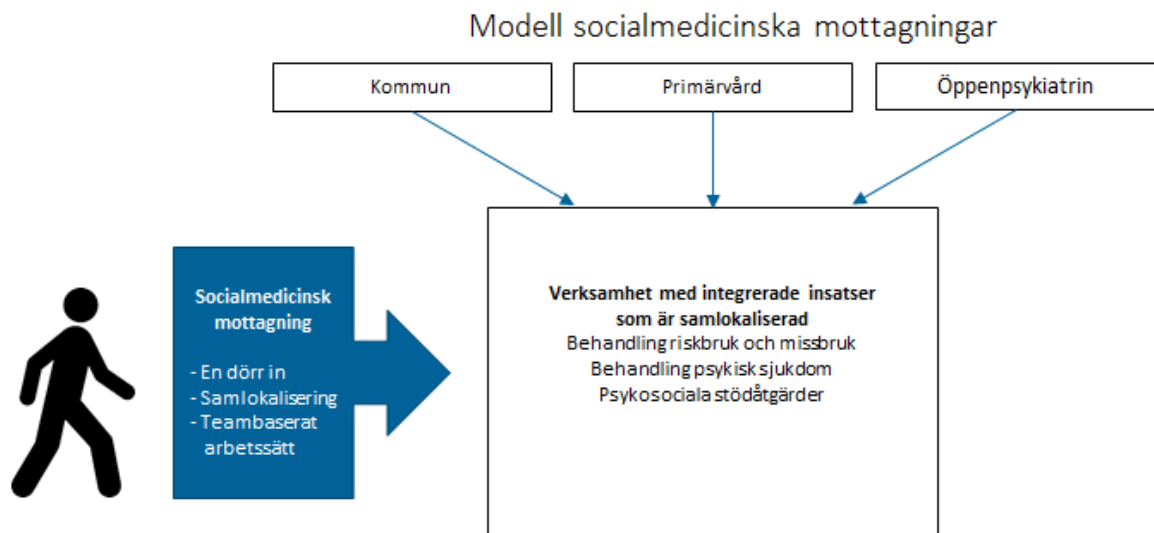 Modell socialmedicinska mottagningar
Kommun
Primärvård
Öppenpsykiatrin
Socialmedicinsk
mottagning
- En dörr in
- Samlokalisering
- Teambaserat
arbetssätt
Verksamhet med integrerade insatser
som är samlokaliserad
Behandling riskbruk och missbruk
Behandling psykisk sjukdom
Psykosociala stödåtgärder